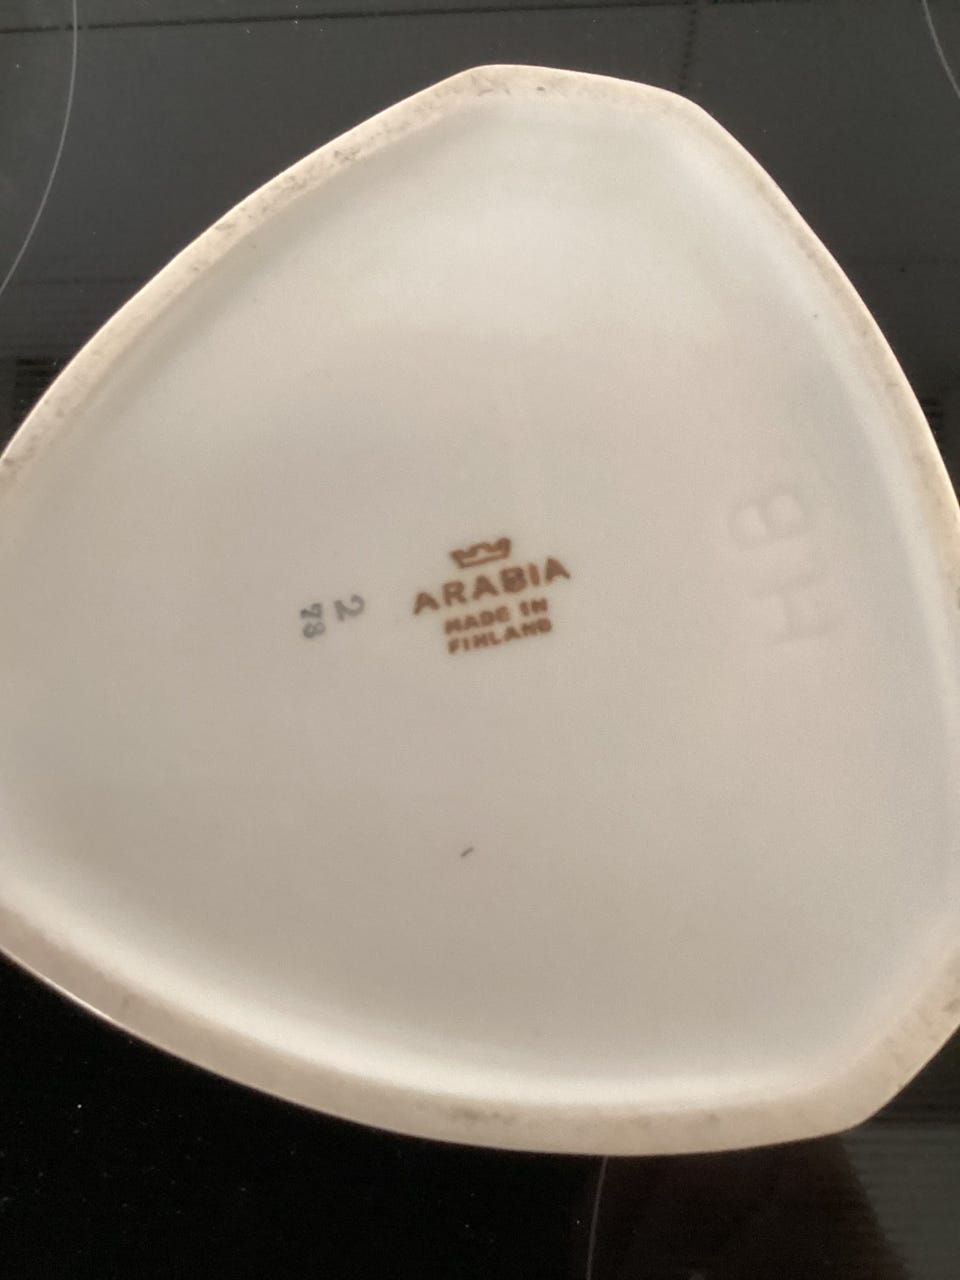 ARABIA
MADE IN
FINLAND
2
78
HB